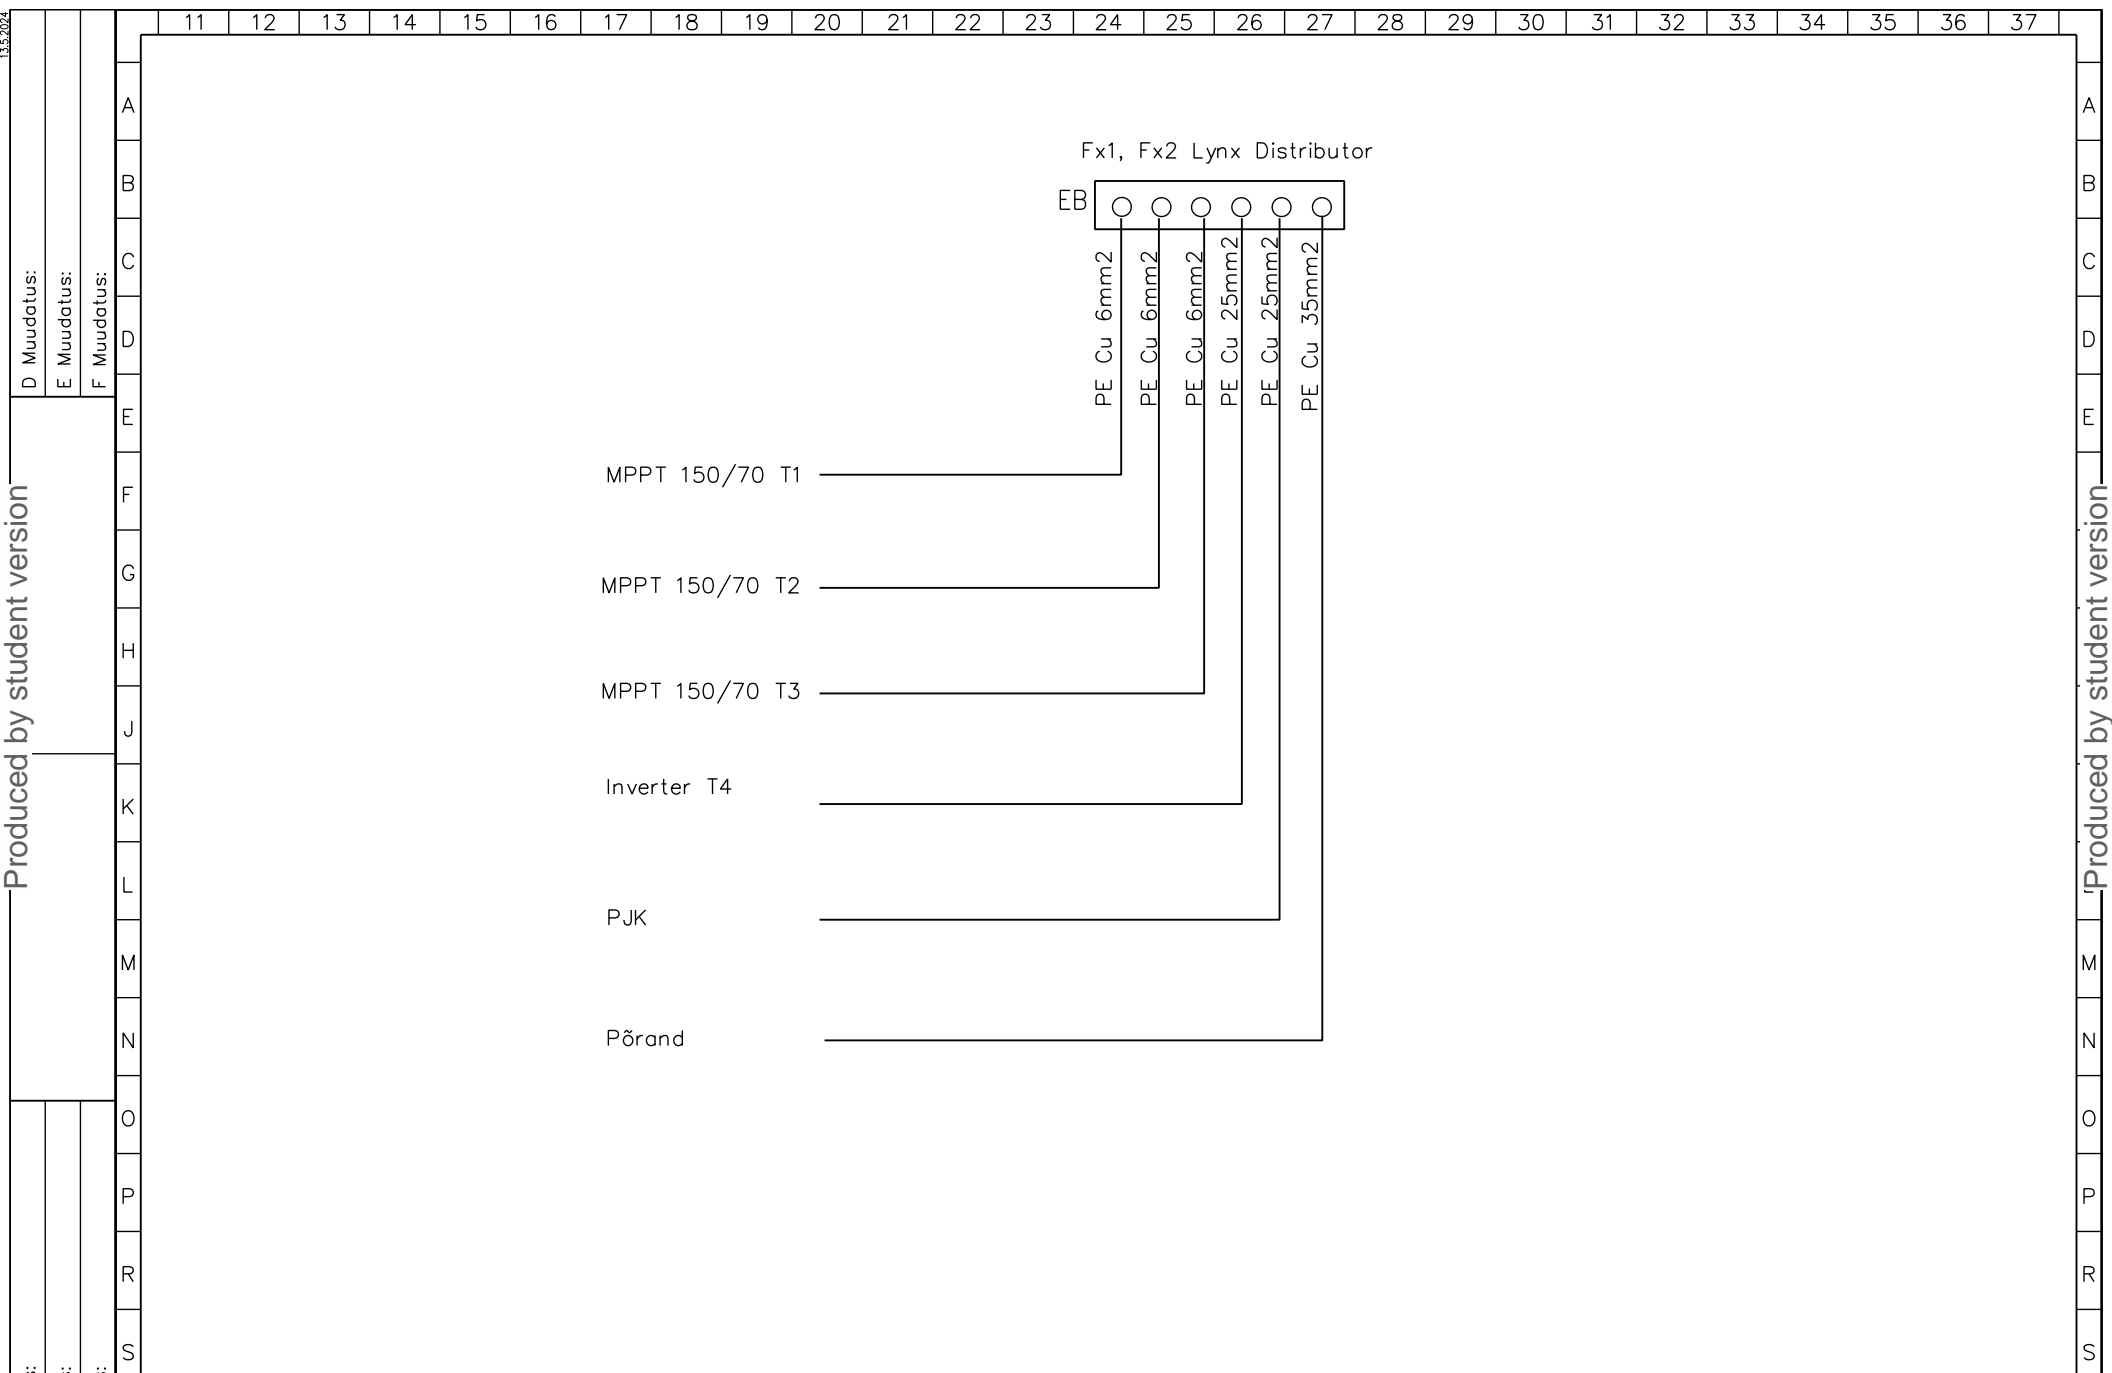 13.5.2024
11 12 13 14 15 16 17 18 19 20 21 22 23 24 25 26 27 28 29 30 31 32 33 34 35 36 37
D Muudatus:
E Muudatus:
F Muudatus:
Produced by student version
A
B
C
D
E
F
G
H
J
K
L
M
N
O
P
R
S
Fx1, Fx2 Lynx Distributor
EB
PE Cu 6mm2
PE Cu 6mm2
PE Cu 6mm2
PE Cu 25mm2
PE Cu 25mm2
PE Cu 35mm2
MPPT 150/70 T1
MPPT 150/70 T2
MPPT 150/70 T3
Inverter T4
PJK
Põrand
A
B
C
D
E
M
N
O
P
R
S
Produced by student version